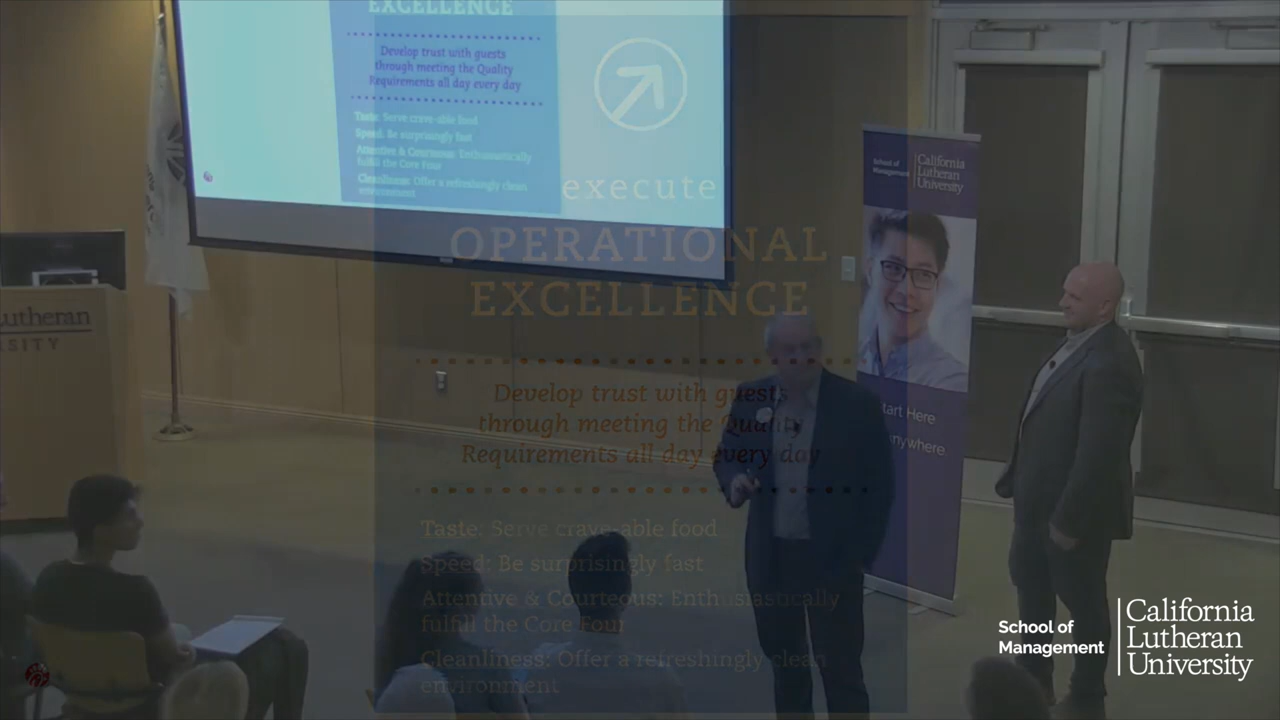 EXCELLENCE
Develop trust with guests
through meeting the Quality
Requirements all day every day
Taste: Serve crave-able food
Speed: Be surprisingly fast
Attentive & Courteous: Enthusiastically
fulfill the Core Four
Cleanliness: Offer a refreshingly clean
environment
execute
School of
Management
California
Lutheran
University
Lutheran
SITY
OPERATIONAL
EXCELLENCE
Develop trust with guests
through meeting the Quality
Requirements all day every day
Taste: Serve crave-able food
Speed: Be surprisingly fast
Attentive & Courteous: Enthusiastically
fulfill the Core Four
Cleanliness: Offer a refreshingly clean
environment
tart Here
nywhere
School of
Management
California
Lutheran
University